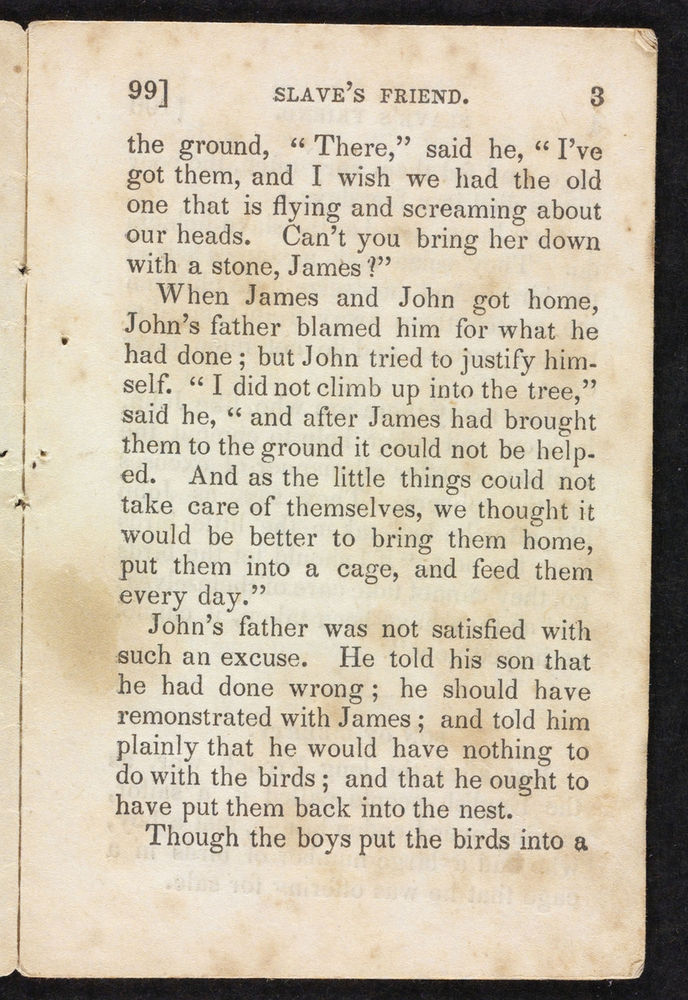 99] SLAVE'S FRIEND. 3
the ground, “ There,” said he, “ I've
got them, and I wish we had the old
one that is flying and screaming about
our heads. Can't you bring her down
with a stone, James ?”
When James and John got home,
John's father blamed him for what he
had done ; but John tried to justify him-
self. “ I did not climb up into the tree,”
said he, “ and after James had brought
them to the ground it could not be help-
ed. And as the little things could not
take care of themselves, we thought it
would be better to bring them home,
put them into a cage, and feed them
every day.”
John's father was not satisfied with
such an excuse. He told his son that
he had done wrong ; he should have
remonstrated with James ; and told him
plainly that he would have nothing to
do with the birds ; and that he ought to
have put them back into the nest.
Though the boys put the birds into a